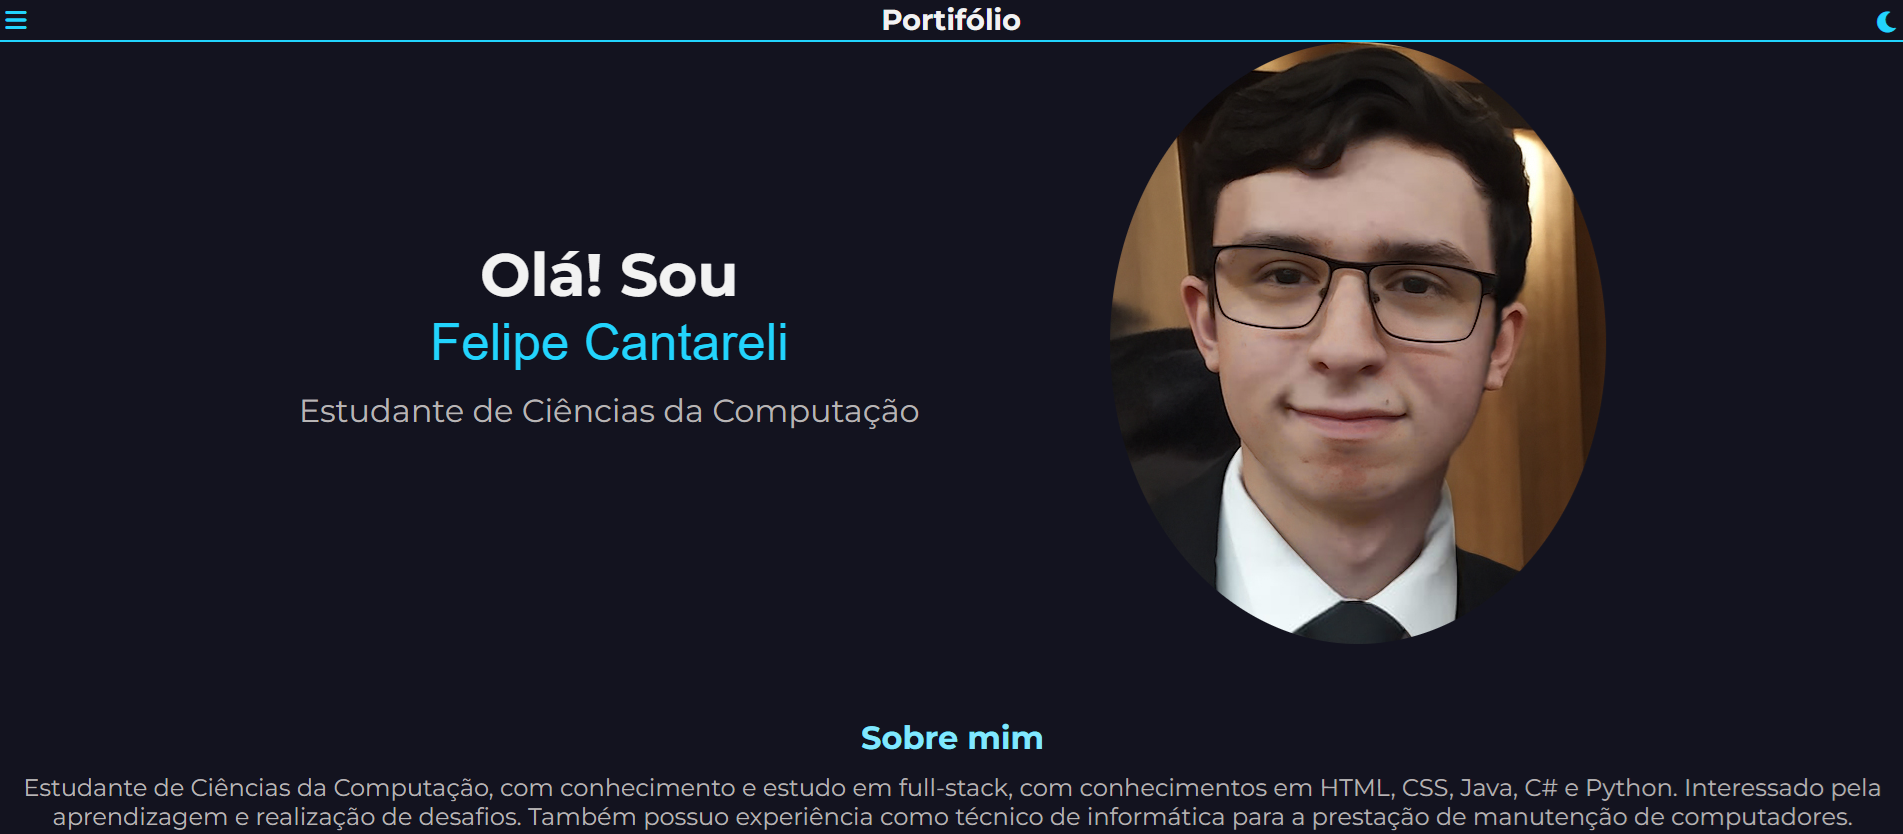 Portifólio
Olá! Sou
Felipe Cantareli
Estudante de Ciências da Computação
Sobre mim
Estudante de Ciências da Computação, com conhecimento e estudo em full-stack, com conhecimentos em HTML, CSS, Java, C# e Python. Interessado pela
aprendizagem e realização de desafios. Também possuo experiência como técnico de informática para a prestação de manutenção de computadores.